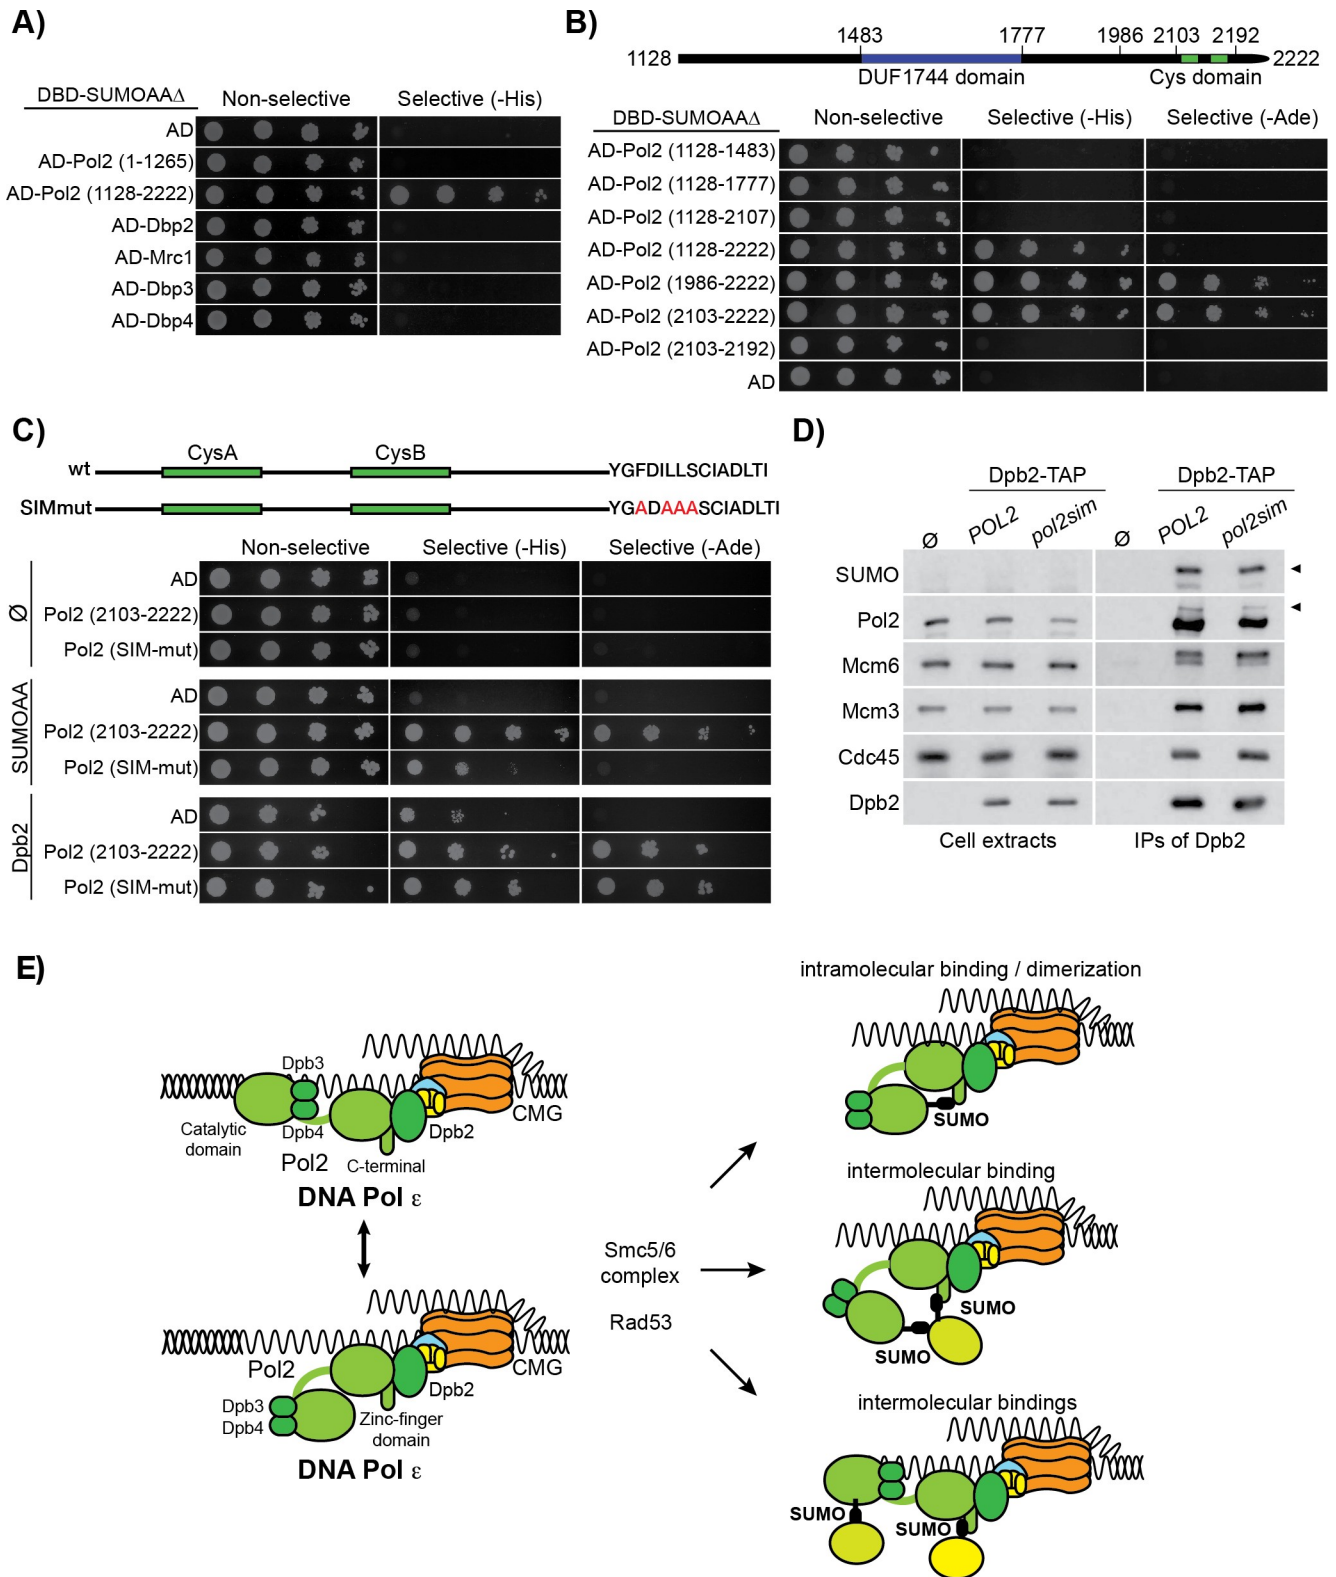 A)
DBD-SUMOAAΔ Non-selective Selective (-His)
AD
AD-Pol2 (1-1265)
AD-Pol2 (1128-2222)
AD-Dbp2
AD-Mrc1
AD-Dbp3
AD-Dbp4
B)
1483 1777 1986 2103 2192
1128 2222
DUF1744 domain Cys domain
DBD-SUMOAAΔ Non-selective Selective (-His) Selective (-Ade)
AD-Pol2 (1128-1483)
AD-Pol2 (1128-1777)
AD-Pol2 (1128-2107)
AD-Pol2 (1128-2222)
AD-Pol2 (1986-2222)
AD-Pol2 (2103-2222)
AD-Pol2 (2103-2192)
AD
C)
CysA CysB
wt YGFDILLSCIADLTI
SIMmut YGADAAASCIADLTI
Non-selective Selective (-His) Selective (-Ade)
Ø
AD
Pol2 (2103-2222)
Pol2 (SIM-mut)
SUMOAA
AD
Pol2 (2103-2222)
Pol2 (SIM-mut)
Dpb2
AD
Pol2 (2103-2222)
Pol2 (SIM-mut)
D)
Dpb2-TAP Dpb2-TAP
Ø POL2 pol2sim Ø POL2 pol2sim
SUMO
Pol2
Mcm6
Mcm3
Cdc45
Dpb2
Cell extracts IPs of Dpb2
E)
Dpb3
CMG
Catalytic
domain
Dpb4
Dpb2
Pol2 C-terminal
DNA Pol ε
Pol2
CMG
Dpb2
Dpb3
Dpb4
Zinc-finger
domain
DNA Pol ε
Smc5/6
complex
Rad53
intramolecular binding / dimerization
SUMO
intermolecular binding
SUMO
SUMO
intermolecular bindings
SUMO
SUMO